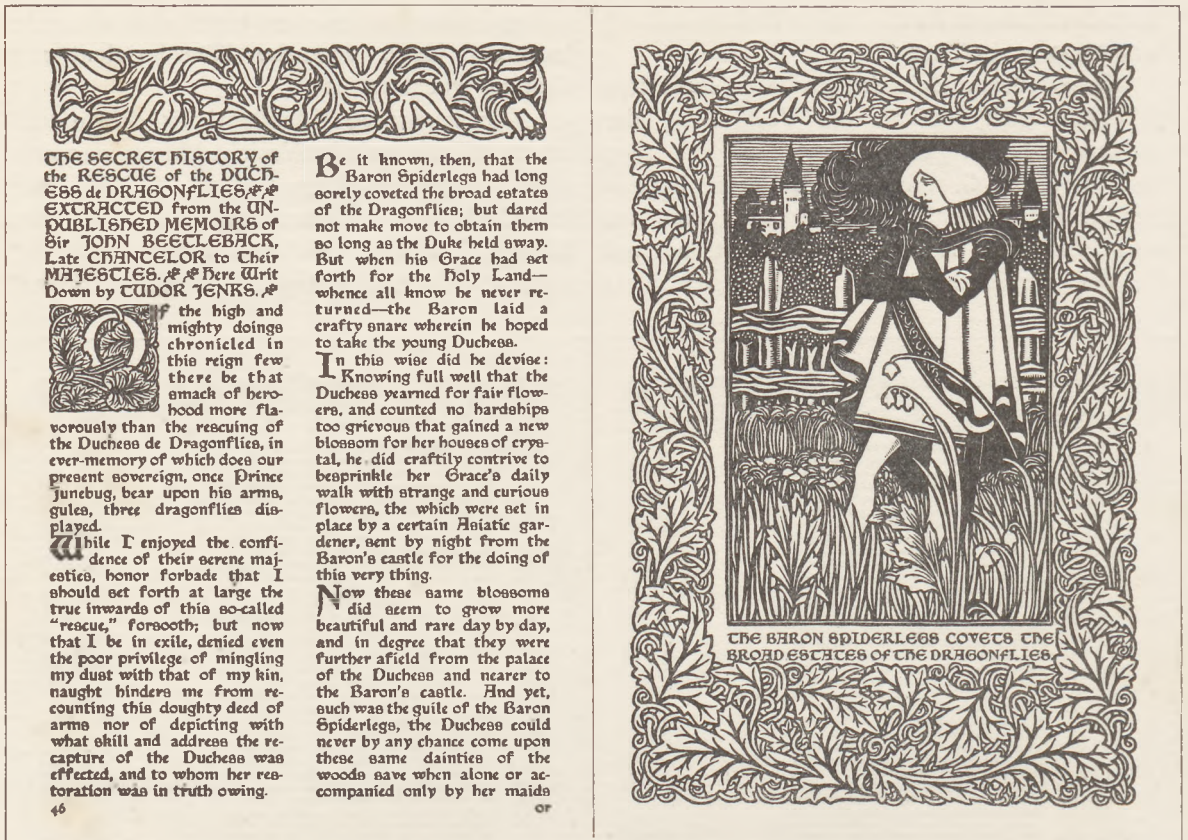 THE SECRET HISTORY of
the RESCUE of the DUCH-
ESS de DRAGONFLIES
EXTRACTED from the UN-
PUBLISHED MEMOIRS of
Sir JOHN BEETLEBACK,
Late CHANCELOR to Their
MAJESTIES. Here Writ
Down by TUDOR JENKS.
Of the high and
mighty doings
chronicled in
this reign few
there be that
smack of hero-
hood more fla-
vorously than the rescuing of
the Duchess de Dragonflies, in
ever-memory of which does our
present sovereign, once Prince
Junebug, bear upon his arms,
gules, three dragonflies dis-
played.
While I enjoyed the confi-
dence of their serene maj-
esties, honor forbade that I
should set forth at large the
true inwards of this so-called
"rescue," forsooth; but now
that I be in exile, denied even
the poor privilege of mingling
my dust with that of my kin,
naught hinders me from re-
counting this doughty deed of
arms nor of depicting with
what skill and address the re-
capture of the Duchess was
effected, and to whom her res-
toration was in truth owing.
46
Be it known, then, that the
Baron Spiderlegs had long
sorely coveted the broad estates
of the Dragonflies; but dared
not make move to obtain them
so long as the Duke held sway.
But when his Grace had set
forth for the Holy Land—
whence all know he never re-
turned—the Baron laid a
crafty snare wherein he hoped
to take the young Duchess.
In this wise did he devise:
Knowing full well that the
Duchess yearned for fair flow-
ers, and counted no hardships
too grievous that gained a new
blossom for her houses of crys-
tal, he did craftily contrive to
besprinkle her Grace's daily
walk with strange and curious
flowers, the which were set in
place by a certain Asiatic gar-
dener, sent by night from the
Baron's castle for the doing of
this very thing.
Now these same blossoms
did seem to grow more
beautiful and rare day by day,
and in degree that they were
further afield from the palace
of the Duchess and nearer to
the Baron's castle. And yet,
such was the guile of the Baron
Spiderlegs, the Duchess could
never by any chance come upon
these same dainties of the
woods save when alone or ac-
companied only by her maids
or
THE BARON SPIDERLEGS COVETS THE
BROAD ESTATES OF THE DRAGONFLIES